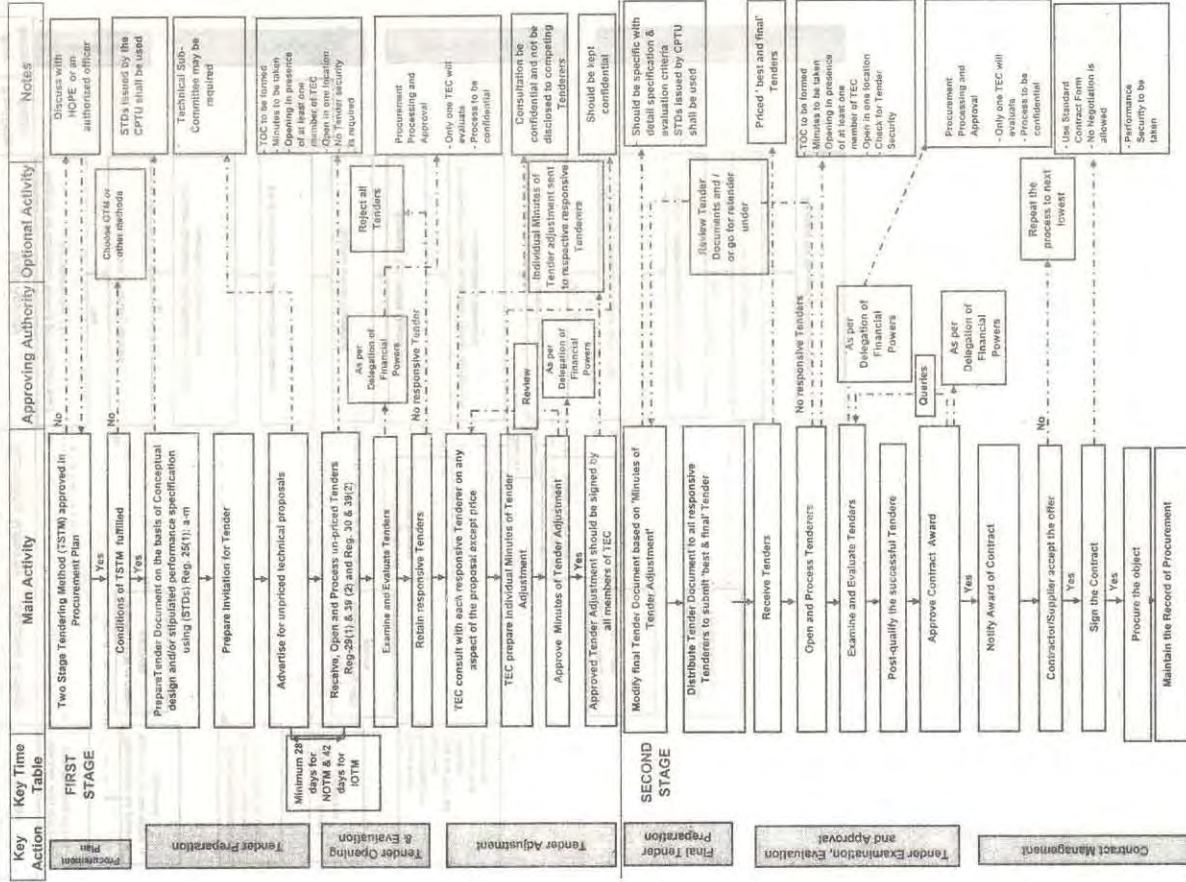 Key Action
Key Time Table
Main Activity
Approving Authority
Optional Activity
Notes
Procurement Plan
FIRST STAGE
Two Stage Tendering Method (TSTM) approved in
Procurement Plan
No
Discuss with
HOPE or an
authorized officer
Yes
Conditions of TSTM fulfilled
No
Choose OTM or
other methods
STDs issued by the
CPTU shall be used
Yes
Tender Preparation
PrepareTender Document on the basis of Conceptual
design and/or stipulated performance specification
using (STDs) Reg. 25(1); a-m
Technical Sub-
Committee may be
required
Prepare Invitation for Tender
Advertise for unpriced technical proposals
- TOC to be formed
- Minutes to be taken
- Opening in presence
of at least one
member of TEC
- Open in one location
- No Tender security
is required
Minimum 28
days for
NOTM & 42
days for
IOTM
Tender Opening
& Evaluation
Receive, Open and Process un-priced Tenders
Reg-29(1) & 39 (2) and Reg. 30 & 39(2)
Examine and Evaluate Tenders
As per
Delegation of
Financial
Powers
Reject all
Tenders
Procurement
Processing and
Approval
- Only one TEC will
evaluate
- Process to be
confidential
Retain responsive Tenders
No responsive Tender
Tender Adjustment
TEC consult with each responsive Tenderer on any
aspect of the proposal except price
Review
Consultation be
confidential and not be
disclosed to competing
Tenderers
TEC prepare Individual Minutes of Tender
Adjustment
As per
Delegation of
Financial
Powers
Individual Minutes of
Tender adjustment sent
to respective responsive
Tenderers
Should be kept
confidential
Approve Minutes of Tender Adjustment
Yes
Approved Tender Adjustment should be signed by
all members of TEC
SECOND
STAGE
Final Tender
Preparation
Modify final Tender Document based on 'Minutes of
Tender Adjustment'
- Should be specific with
detail specification &
evaluation criteria
STDs issued by CPTU
shall be used
Distribute Tender Document to all responsive
Tenderers to submit 'best & final' Tender
Review Tender
Documents and /
or go for retender
under
Priced ' best and final'
Tenders
Receive Tenders
No responsive Tenders
Tender Examination, Evaluation,
and Approval
Open and Process Tenderers
- TOC to be formed
- Minutes to be taken
- Opening in presence
of at least one
member of TEC
- Open in one location
- Check for Tender
Security
Examine and Evaluate Tenders
As per
Delegation of
Financial
Powers
Post-qualify the successful Tendere
Queries
Procurement
Processing and
Approval
- Only one TEC will
evaluate
- Process to be
confidential
Approve Contract Award
As per
Delegation of
Financial
Powers
Yes
Contract Management
Notify Award of Contract
Contractor/Supplier accept the offer
No
Repeat the
process to next
lowest
- Use Standard
Contract Form
- No Negotiation is
allowed
Yes
Sign the Contract
- Performance
Security to be
taken
Yes
Procure the object
Maintain the Record of Procurement